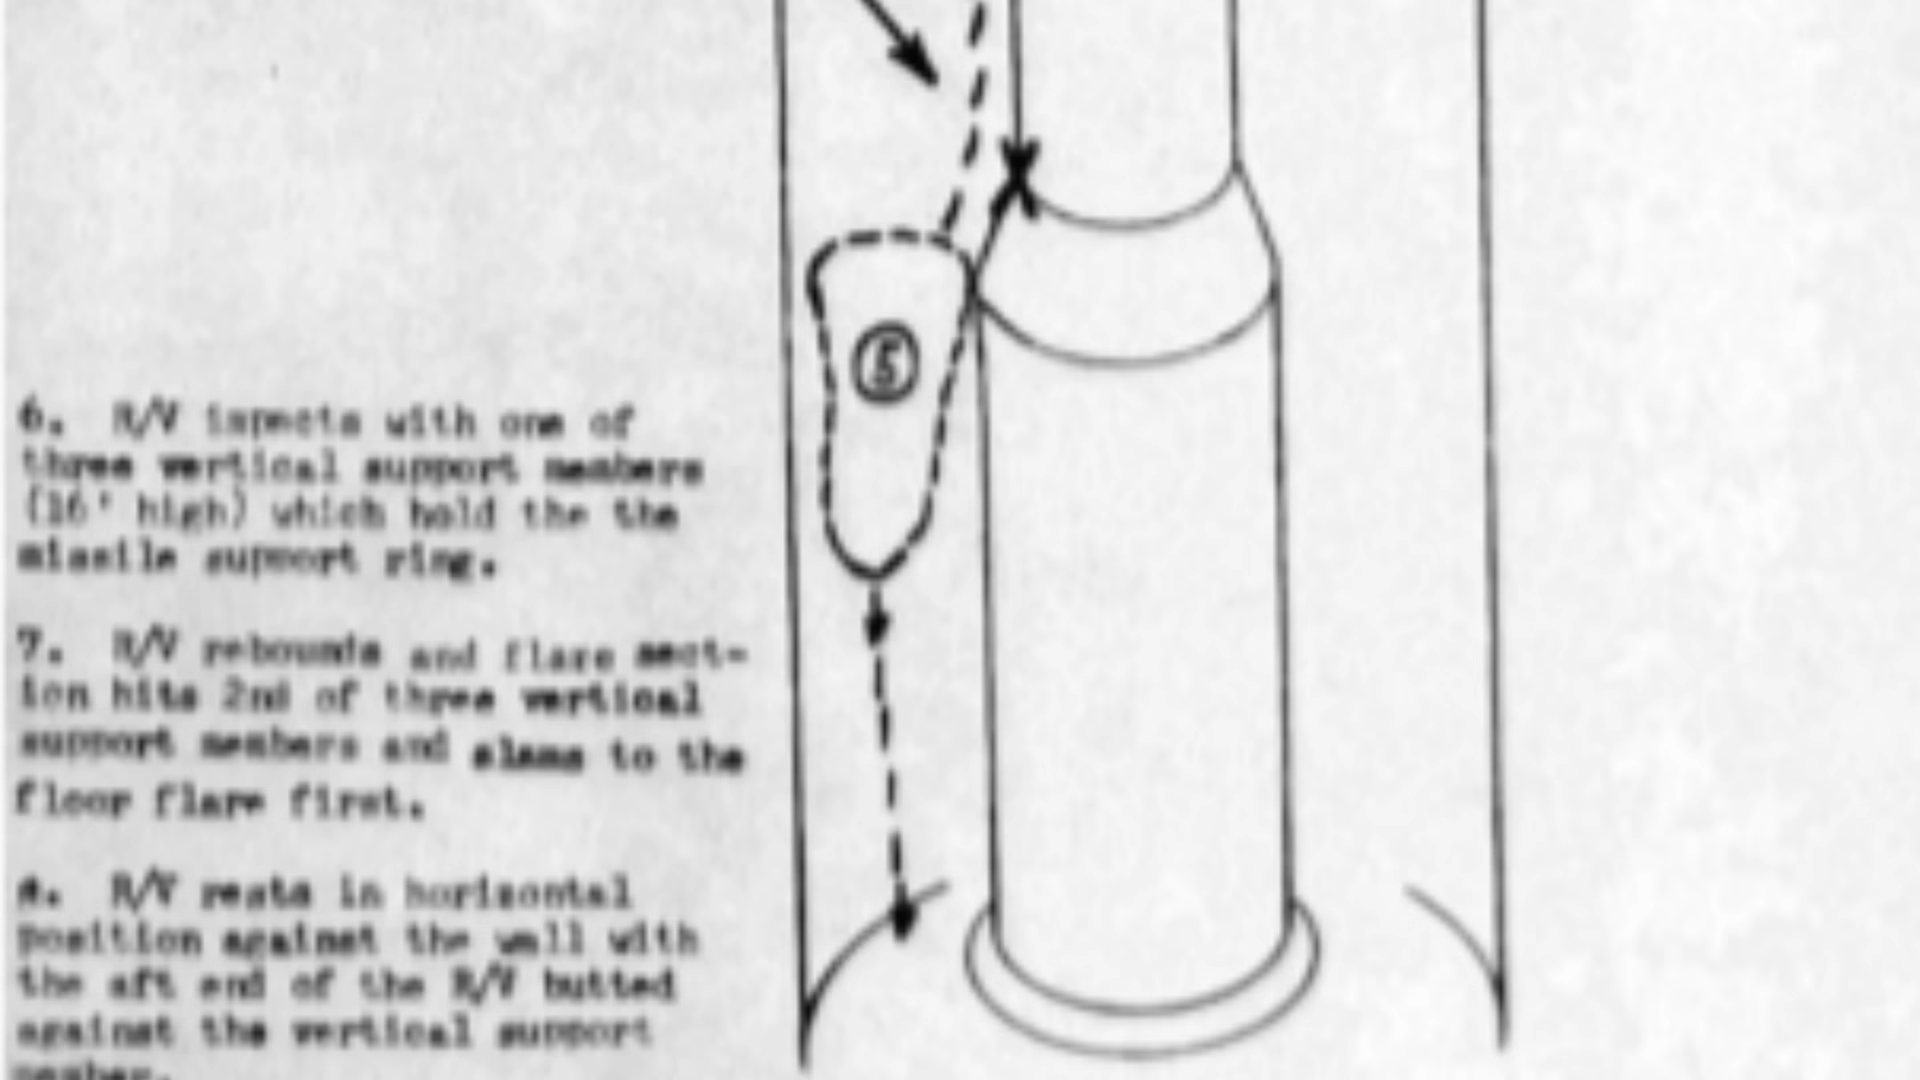 6. R/V impacts with one of
three vertical support members
(16' high) which hold the the
missile support ring.
7. R/V rebounds and flare sect-
ion hits 2nd of three vertical
support members and slams to the
floor flare first.
8. R/V rests in horizontal
position against the wall with
the aft end of the R/V butted
against the vertical support
member.
5